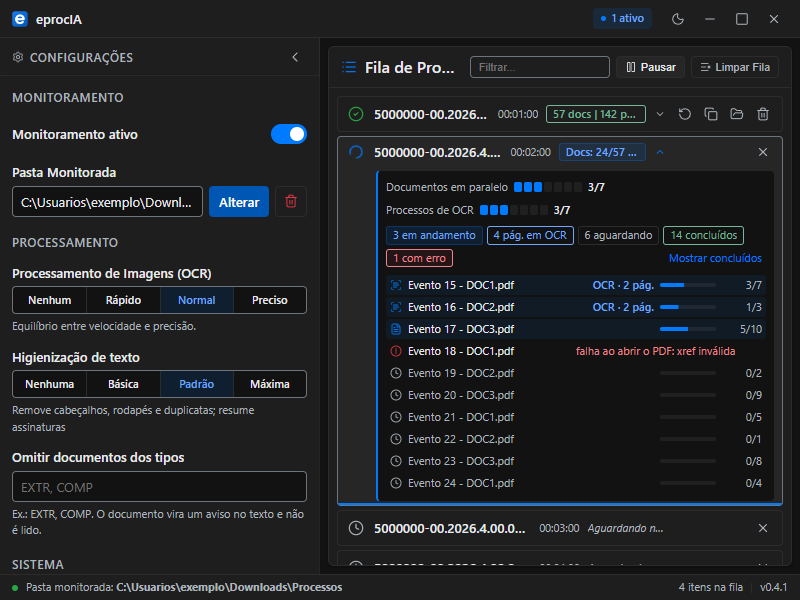 eprocIA
1 ativo
CONFIGURAÇÕES
MONITORAMENTO
Monitoramento ativo
Pasta Monitorada
C:\Usuarios\exemplo\Downl...
Alterar
PROCESSAMENTO
Processamento de Imagens (OCR)
Nenhum Rápido Normal Preciso
Equilíbrio entre velocidade e precisão.
Higienização de texto
Nenhuma Básica Padrão Máxima
Remove cabeçalhos, rodapés e duplicatas; resume
assinaturas
Omitir documentos dos tipos
EXTR, COMP
Ex.: EXTR, COMP. O documento vira um aviso no texto e não
é lido.
SISTEMA
Fila de Pro...
Filtrar...
Pausar
Limpar Fila
5000000-00.2026... 00:01:00 57 docs | 142 p...
5000000-00.2026.4.... 00:02:00 Docs: 24/57 ...
Documentos em paralelo 3/7
Processos de OCR 3/7
3 em andamento 4 pág. em OCR 6 aguardando 14 concluídos
1 com erro Mostrar concluídos
Evento 15 - DOC1.pdf OCR · 2 pág. 3/7
Evento 16 - DOC2.pdf OCR · 2 pág. 1/3
Evento 17 - DOC3.pdf 5/10
Evento 18 - DOC1.pdf falha ao abrir o PDF: xref inválida
Evento 19 - DOC2.pdf 0/2
Evento 20 - DOC3.pdf 0/9
Evento 21 - DOC1.pdf 0/5
Evento 22 - DOC2.pdf 0/1
Evento 23 - DOC3.pdf 0/8
Evento 24 - DOC1.pdf 0/4
5000000-00.2026.4.00.0... 00:03:00 Aguardando n...
Pasta monitorada: C:\Usuarios\exemplo\Downloads\Processos
4 itens na fila
v0.4.1